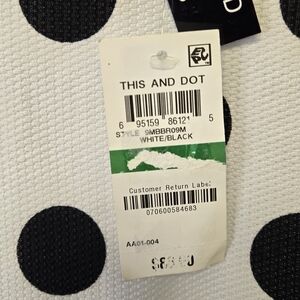 D
THIS AND DOT
6 95159 86121 5
STYLE 9MBBR09M
WHITE/BLACK
Customer Return Label
070600584683
AA01-004